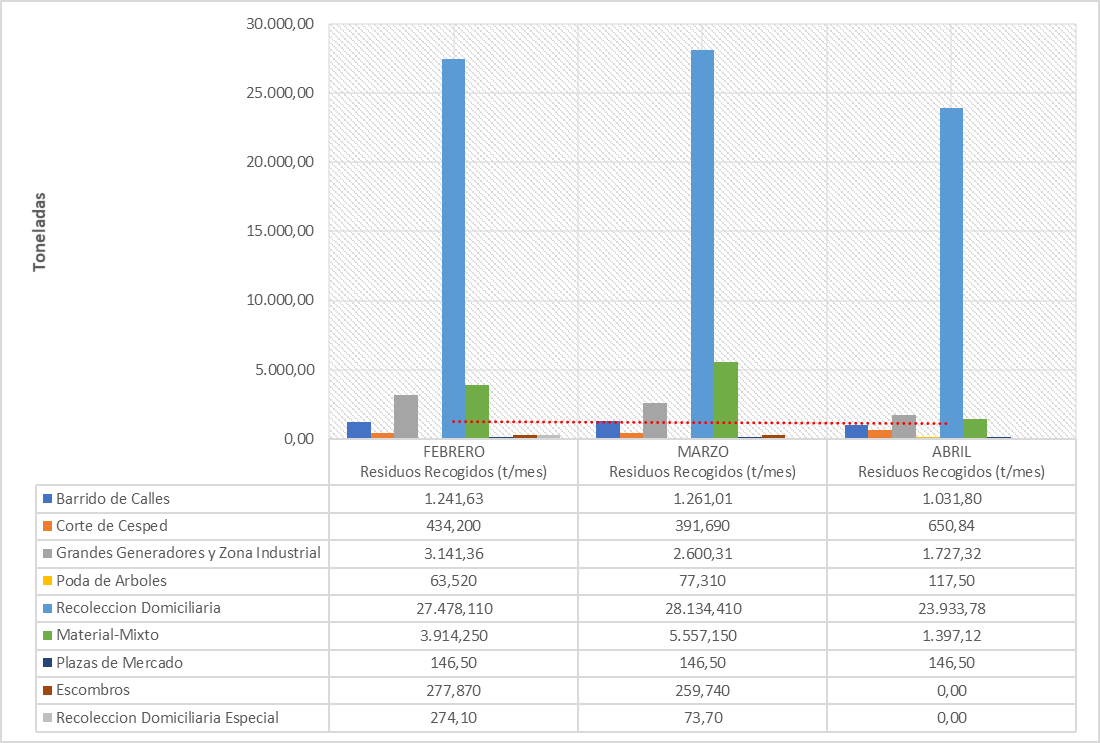 30.000,00
25.000,00
20.000,00
15.000,00
10.000,00
5.000,00
0,00
Toneladas
FEBRERO MARZO ABRIL
Residuos Recogidos (t/mes) Residuos Recogidos (t/mes) Residuos Recogidos (t/mes)
Barrido de Calles 1.241,63 1.261,01 1.031,80
Corte de Cesped 434,200 391,690 650,84
Grandes Generadores y Zona Industrial 3.141,36 2.600,31 1.727,32
Poda de Arboles 63,520 77,310 117,50
Recoleccion Domiciliaria 27.478,110 28.134,410 23.933,78
Material-Mixto 3.914,250 5.557,150 1.397,12
Plazas de Mercado 146,50 146,50 146,50
Escombros 277,870 259,740 0,00
Recoleccion Domiciliaria Especial 274,10 73,70 0,00